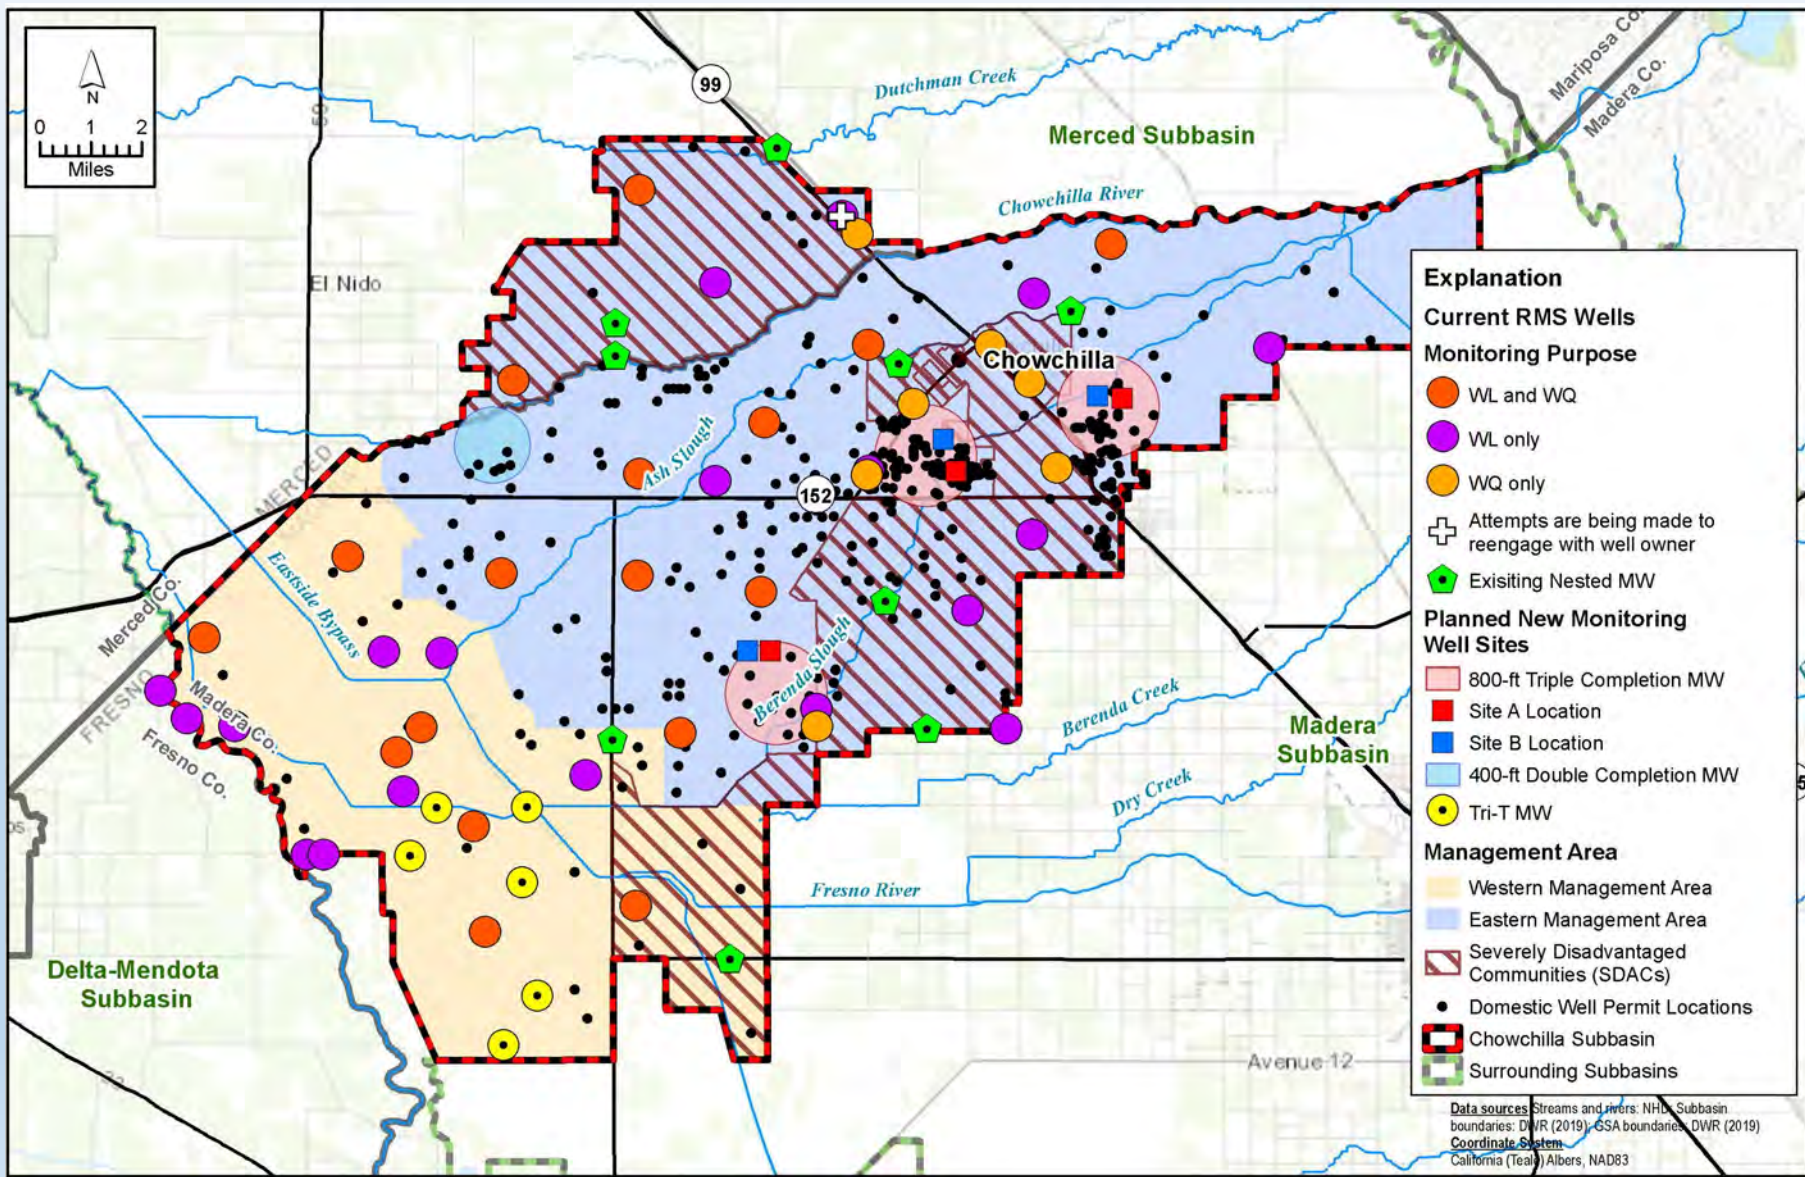 N
0 1 2
Miles
59
99
Dutchman Creek
Merced Subbasin
Mariposa Co.
Madera Co.
Chowchilla River
El Nido
Chowchilla
Ash Slough
152
MERCED
Merced Co.
Eastside Bypass
FRESNO
Madera Co.
Fresno Co.
Berenda Slough
Berenda Creek
Madera
Subbasin
Dry Creek
Fresno River
Delta-Mendota
Subbasin
Avenue 12
33
Explanation
Current RMS Wells
Monitoring Purpose
WL and WQ
WL only
WQ only
Attempts are being made to
reengage with well owner
Exisiting Nested MW
Planned New Monitoring
Well Sites
800-ft Triple Completion MW
Site A Location
Site B Location
400-ft Double Completion MW
Tri-T MW
Management Area
Western Management Area
Eastern Management Area
Severely Disadvantaged
Communities (SDACs)
Domestic Well Permit Locations
Chowchilla Subbasin
Surrounding Subbasins
Data sources Streams and rivers: NHD; Subbasin
boundaries: DWR (2019); GSA boundaries: DWR (2019)
Coordinate System
California (Teale) Albers, NAD83